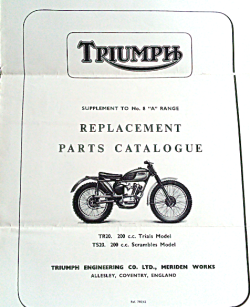 TRIUMPH
SUPPLEMENT TO No. 8 "A" RANGE
REPLACEMENT
PARTS CATALOGUE
TR20. 200 c.c. Trials Model
TS20. 200 c.c. Scrambles Model
TRIUMPH ENGINEERING CO. LTD., MERIDEN WORKS
ALLESLEY, COVENTRY, ENGLAND